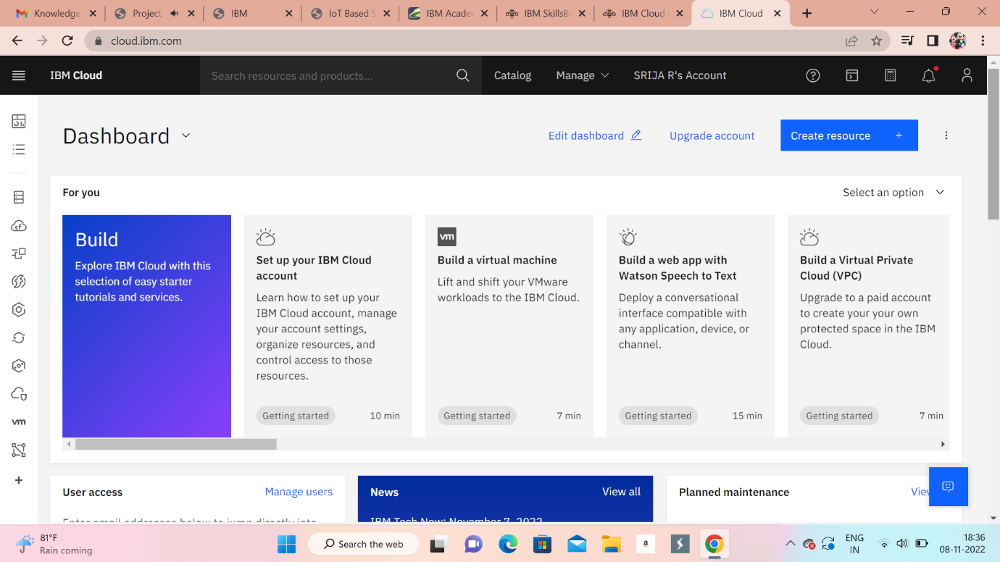 Knowledge
Project
IBM
IoT Based S
IBM Acader
IBM SkillsBu
IBM Cloud
IBM Cloud
cloud.ibm.com
IBM Cloud
Search resources and products...
Catalog
Manage
SRIJA R's Account
Dashboard
Edit dashboard
Upgrade account
Create resource +
For you
Select an option
Build
Explore IBM Cloud with this
selection of easy starter
tutorials and services.
Set up your IBM Cloud
account
Learn how to set up your
IBM Cloud account, manage
your account settings,
organize resources, and
control access to those
resources.
Getting started
10 min
vm
Build a virtual machine
Lift and shift your VMware
workloads to the IBM Cloud.
Getting started
7 min
Build a web app with
Watson Speech to Text
Deploy a conversational
interface compatible with
any application, device, or
channel.
Getting started
15 min
Build a Virtual Private
Cloud (VPC)
Upgrade to a paid account
to create your your own
protected space in the IBM
Cloud.
Getting started
7 min
cf
vm
User access
Manage users
Enter email addresses below to jump directly into
News
View all
IBM Tech Now: November 7, 2022
Planned maintenance
81°F
Rain coming
Search the web
a
ENG
IN
18:36
08-11-2022